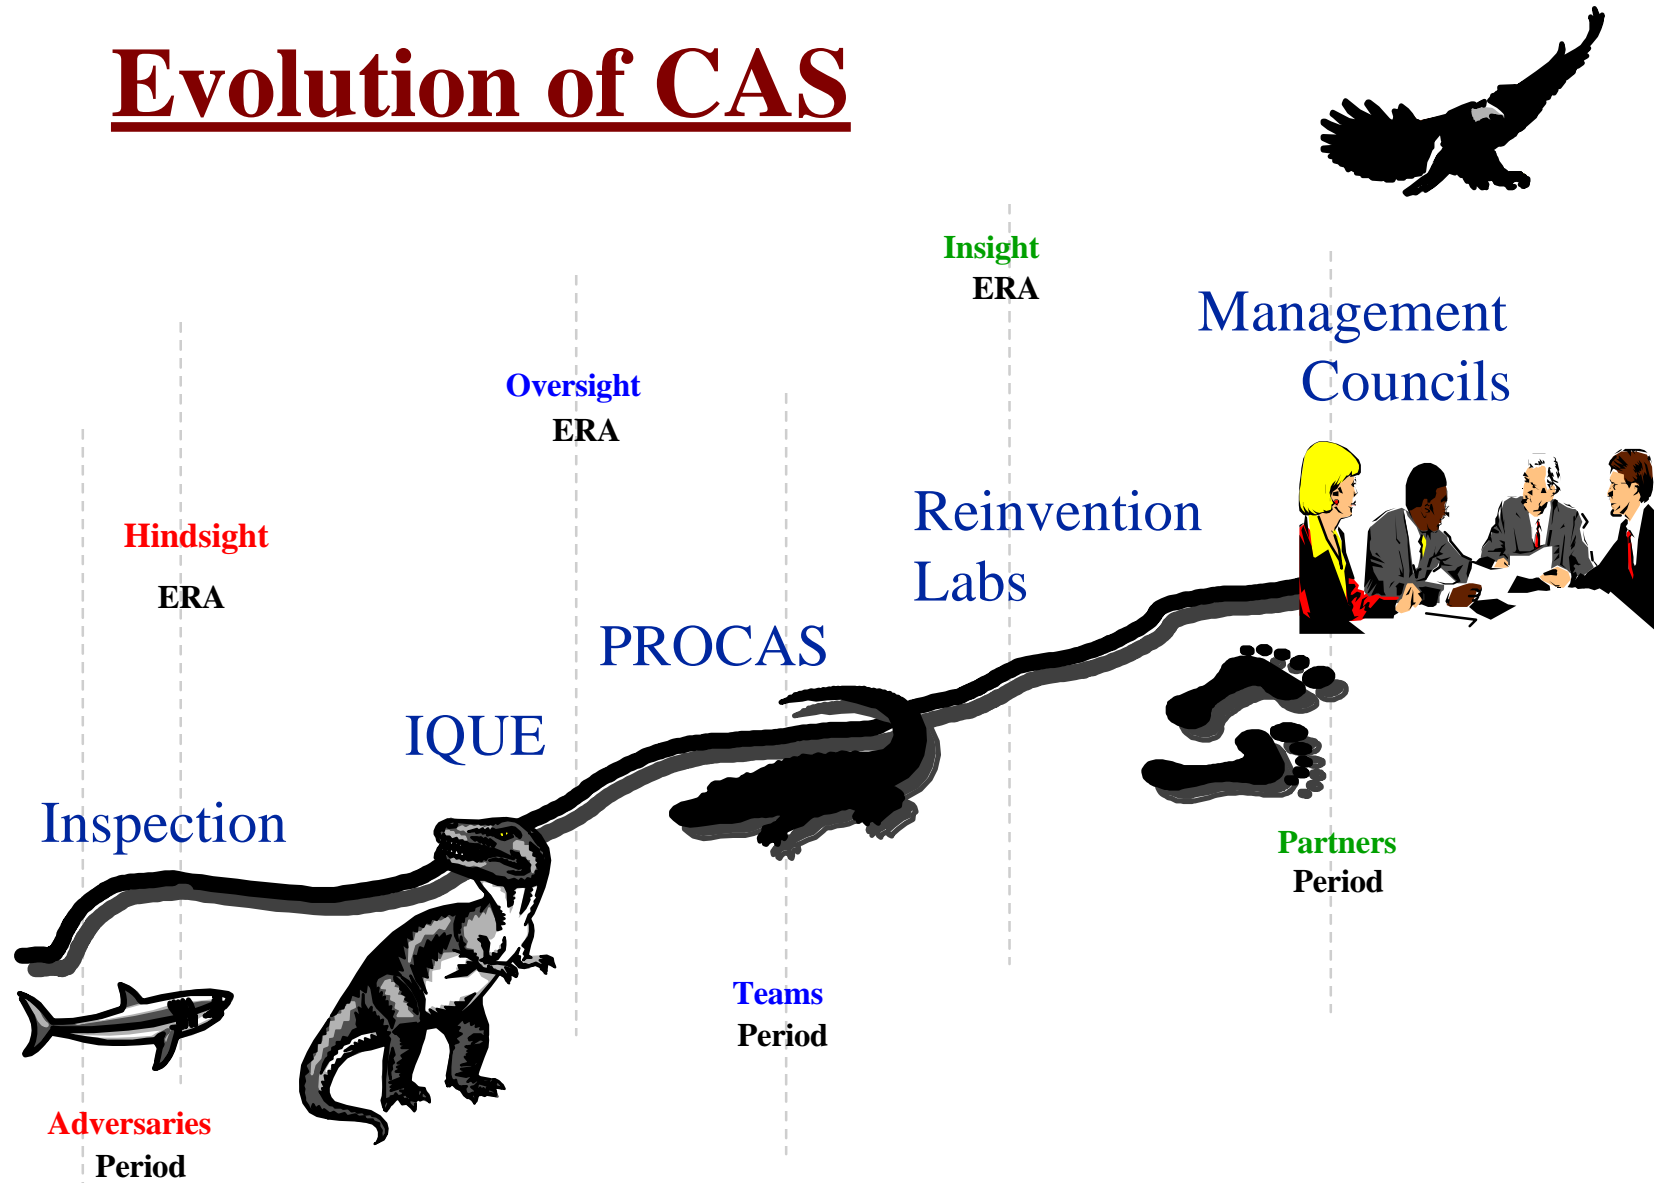 Evolution of CAS
Insight
ERA
Management
Councils
Oversight
ERA
Reinvention
Labs
Hindsight
ERA
PROCAS
IQUE
Inspection
Partners
Period
Teams
Period
Adversaries
Period